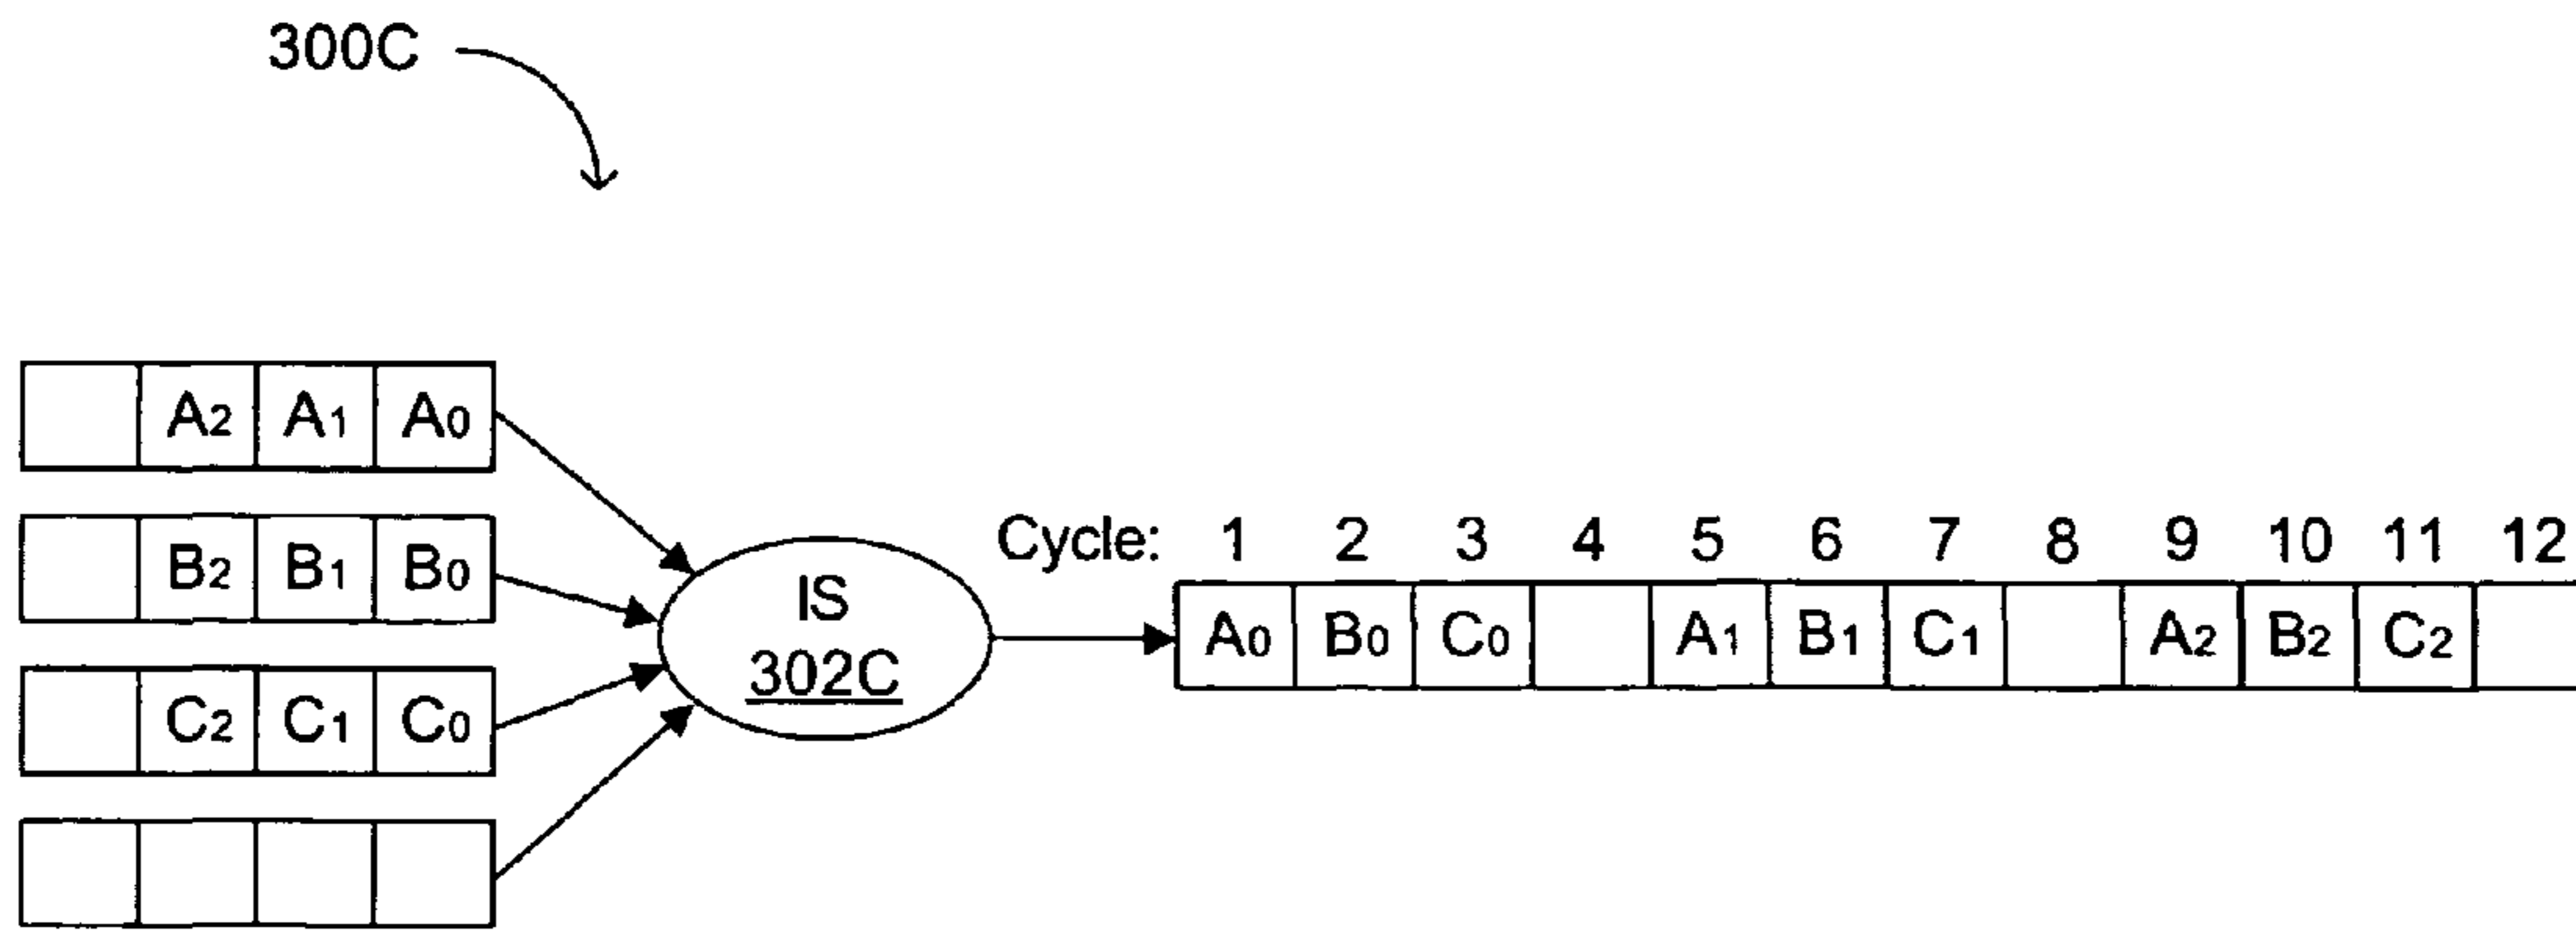 300C
A2 A1 A0
B2 B1 B0
C2 C1 C0
IS
302C
Cycle: 1 2 3 4 5 6 7 8 9 10 11 12
A0 B0 C0 A1 B1 C1 A2 B2 C2